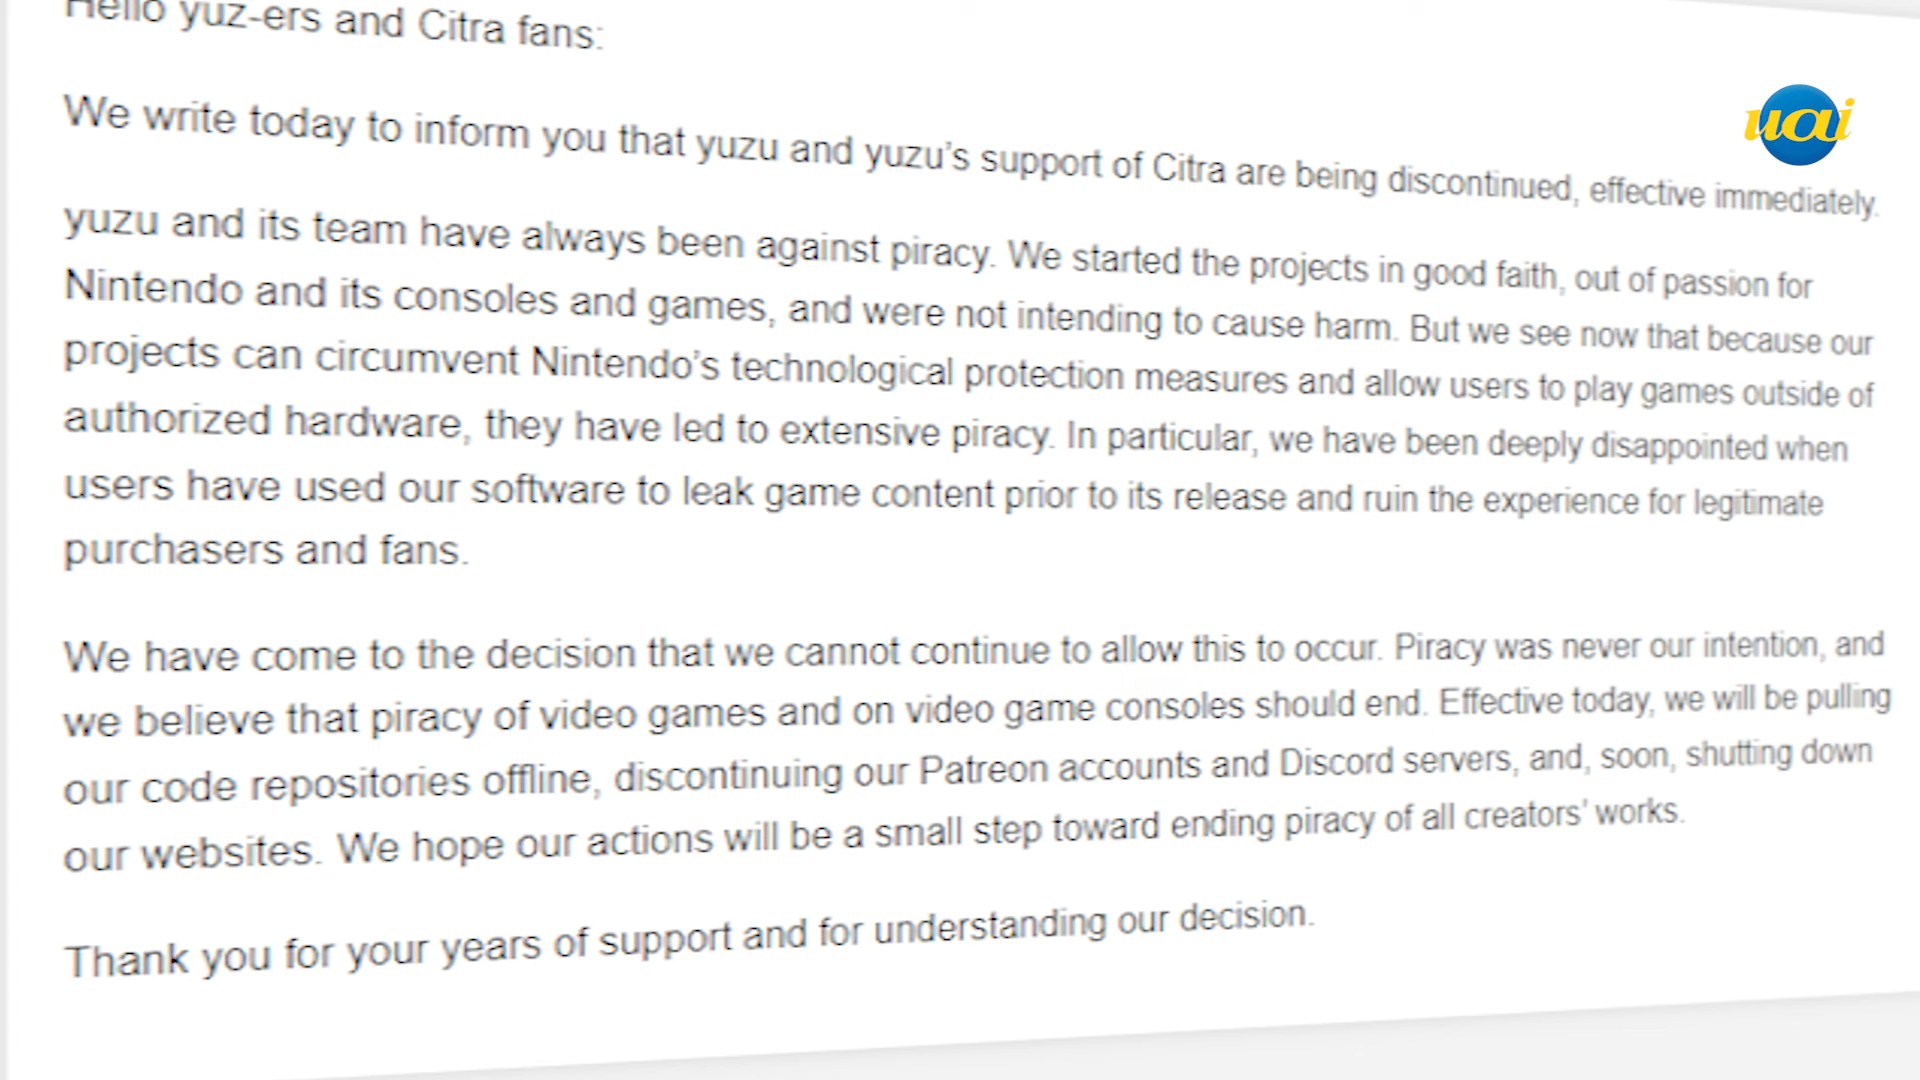 Hello yuz-ers and Citra fans:
uai
We write today to inform you that yuzu and yuzu's support of Citra are being discontinued, effective immediately.
yuzu and its team have always been against piracy. We started the projects in good faith, out of passion for
Nintendo and its consoles and games, and were not intending to cause harm. But we see now that because our
projects can circumvent Nintendo's technological protection measures and allow users to play games outside of
authorized hardware, they have led to extensive piracy. In particular, we have been deeply disappointed when
users have used our software to leak game content prior to its release and ruin the experience for legitimate
purchasers and fans.
We have come to the decision that we cannot continue to allow this to occur. Piracy was never our intention, and
we believe that piracy of video games and on video game consoles should end. Effective today, we will be pulling
our code repositories offline, discontinuing our Patreon accounts and Discord servers, and, soon, shutting down
our websites. We hope our actions will be a small step toward ending piracy of all creators' works.
Thank you for your years of support and for understanding our decision.